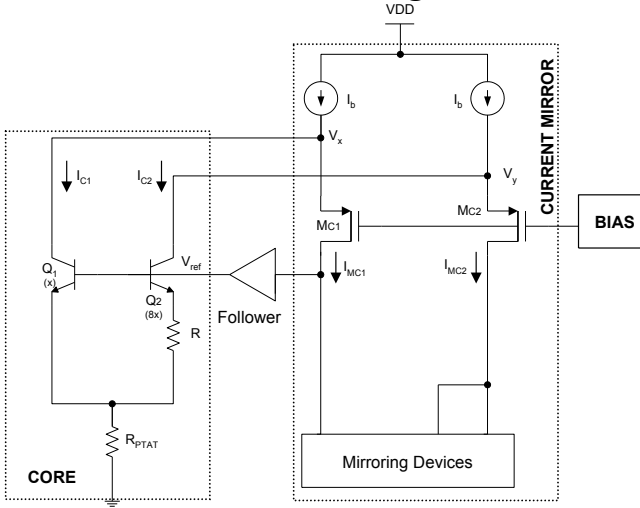 VDD
CURRENT MIRROR
I_b
I_b
V_x
I_C1
I_C2
V_y
M_C1
M_C2
BIAS
Q_1
(x)
V_ref
I_MC1
I_MC2
Q2
(8x)
R
Follower
R_PTAT
Mirroring Devices
CORE